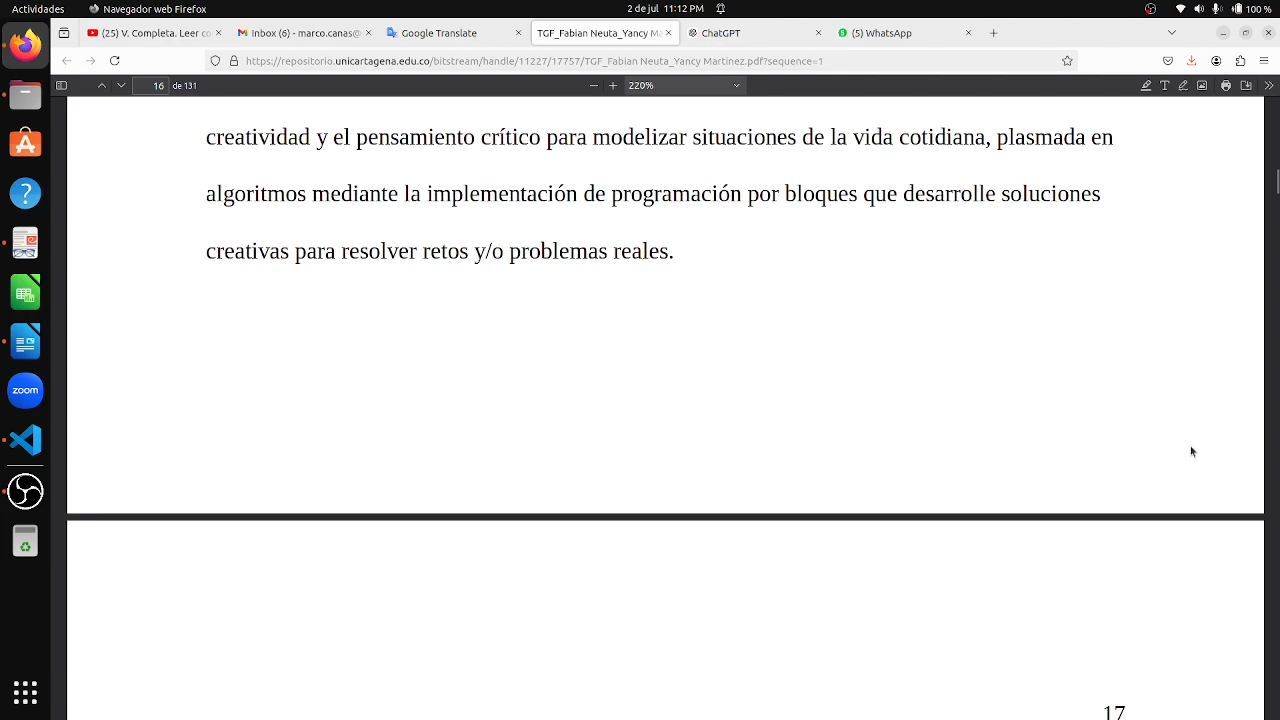 Actividades
Navegador web Firefox
2 de jul 11:12 PM
100 %
(25) V. Completa. Leer co
Inbox (6) - marco.canas@
Google Translate
TGF_Fabian Neuta_Yancy Ma
ChatGPT
(5) WhatsApp
https://repositorio.unicartagena.edu.co/bitstream/handle/11227/17757/TGF_Fabian Neuta_Yancy Martinez.pdf?sequence=1
16 de 131
220%
creatividad y el pensamiento crítico para modelizar situaciones de la vida cotidiana, plasmada en
algoritmos mediante la implementación de programación por bloques que desarrolle soluciones
creativas para resolver retos y/o problemas reales.
zoom
17